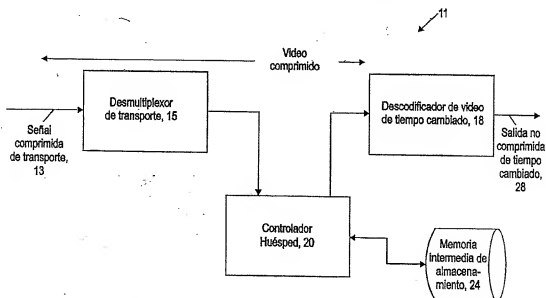 11
Video
comprimido
Desmultiplexor
de transporte, 15
Descodificador de video
de tiempo cambiado, 18
Señal
comprimida
de transporte,
13
Salida no
comprimida
de tiempo
cambiado,
28
Controlador
Huésped, 20
Memoria
Intermedia de
almacena-
miento, 24